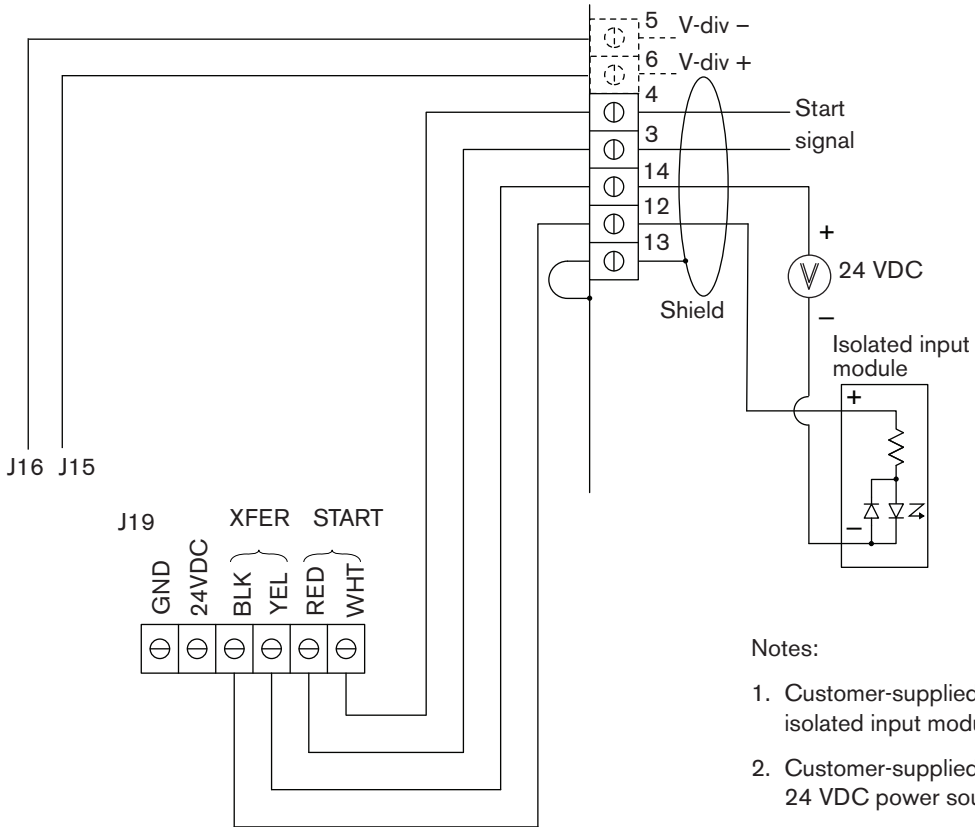 5 V-div –
6 V-div +
4
Start
3
signal
14
12
13
+
24 VDC
–
Shield
Isolated input
module
+
–
J16 J15
J19
XFER START
GND
24VDC
BLK
YEL
RED
WHT
Notes:
1. Customer-supplied
isolated input
2. Customer-supplied
24 VDC power